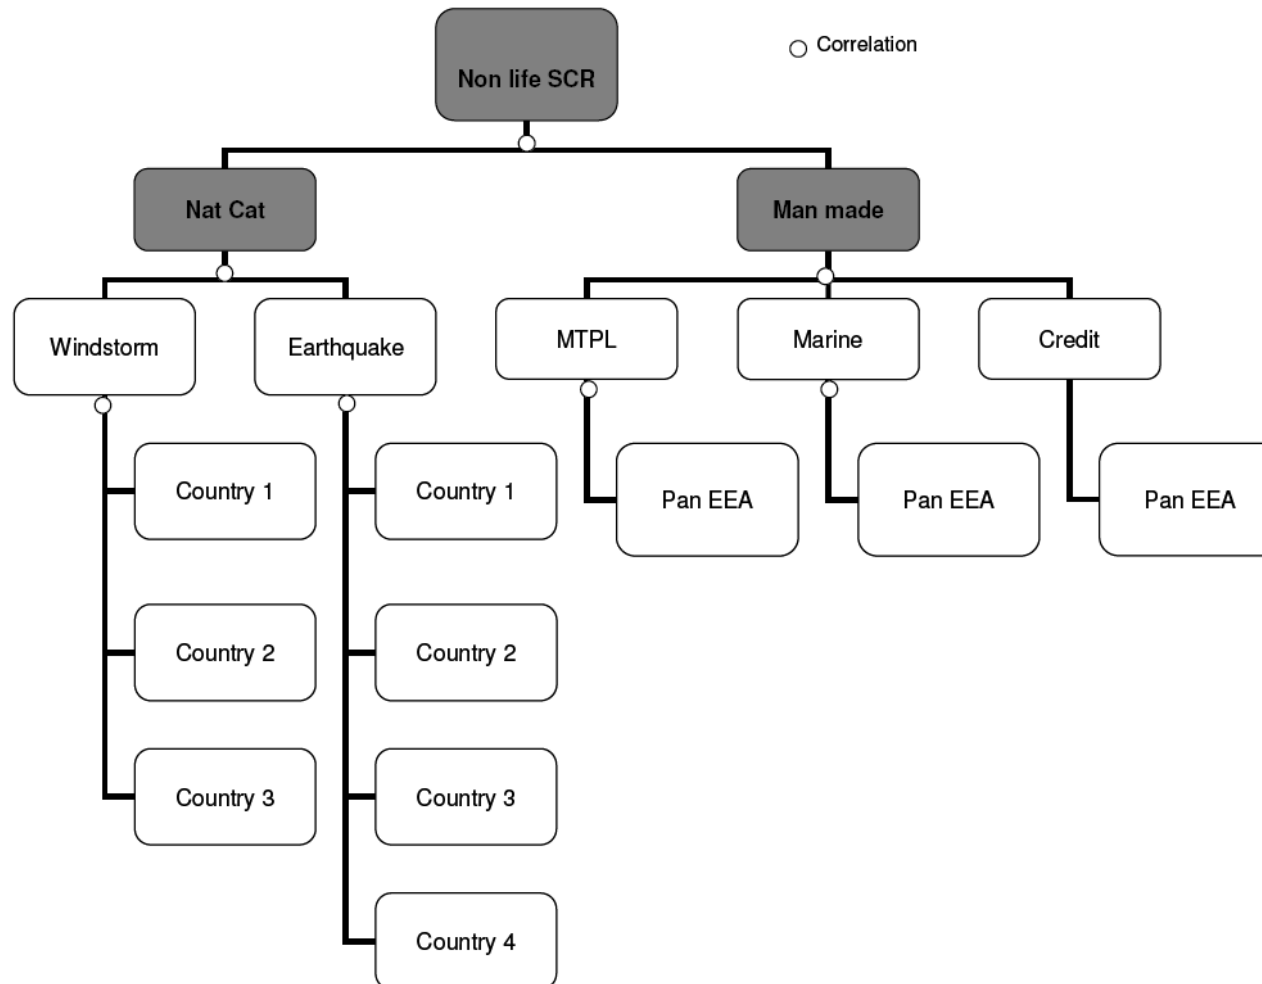 Correlation
Non life SCR
Nat Cat
Man made
Windstorm
Earthquake
MTPL
Marine
Credit
Country 1
Country 1
Pan EEA
Pan EEA
Pan EEA
Country 2
Country 2
Country 3
Country 3
Country 4